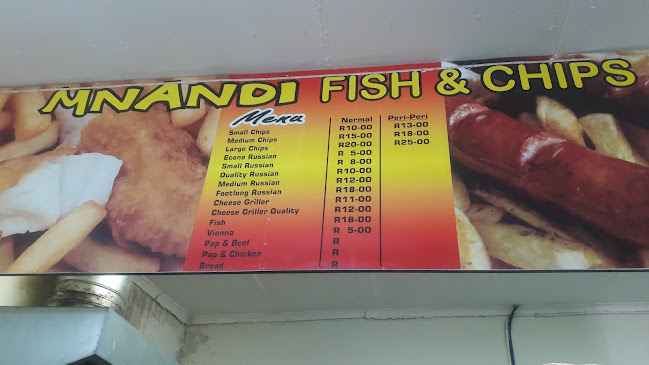 MNANDI FISH & CHIPS
Menu Normal Peri-Peri
Small Chips R10-00 R13-00
Medium Chips R15-00 R18-00
Large Chips R20-00 R25-00
Econo Russian R 5-00
Small Russian R 8-00
Quality Russian R10-00
Medium Russian R12-00
Footlong Russian R18-00
Cheese Griller R11-00
Cheese Griller Quality R12-00
Fish R18-00
Vienna R 5-00
Pap & Beef R
Pap & Chicken R
Bread R